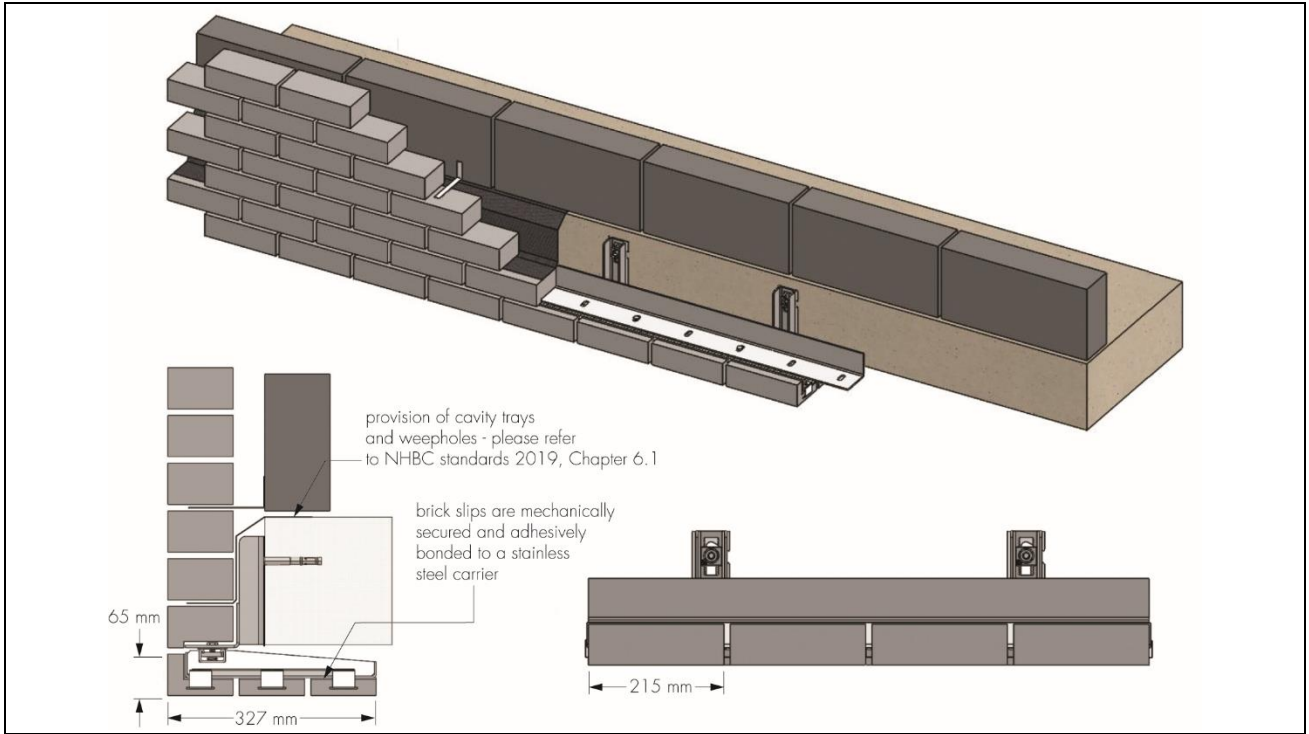 provision of cavity trays
and weepholes - please refer
to NHBC standards 2019, Chapter 6.1
brick slips are mechanically
secured and adhesively
bonded to a stainless
steel carrier
65 mm
327 mm
215 mm